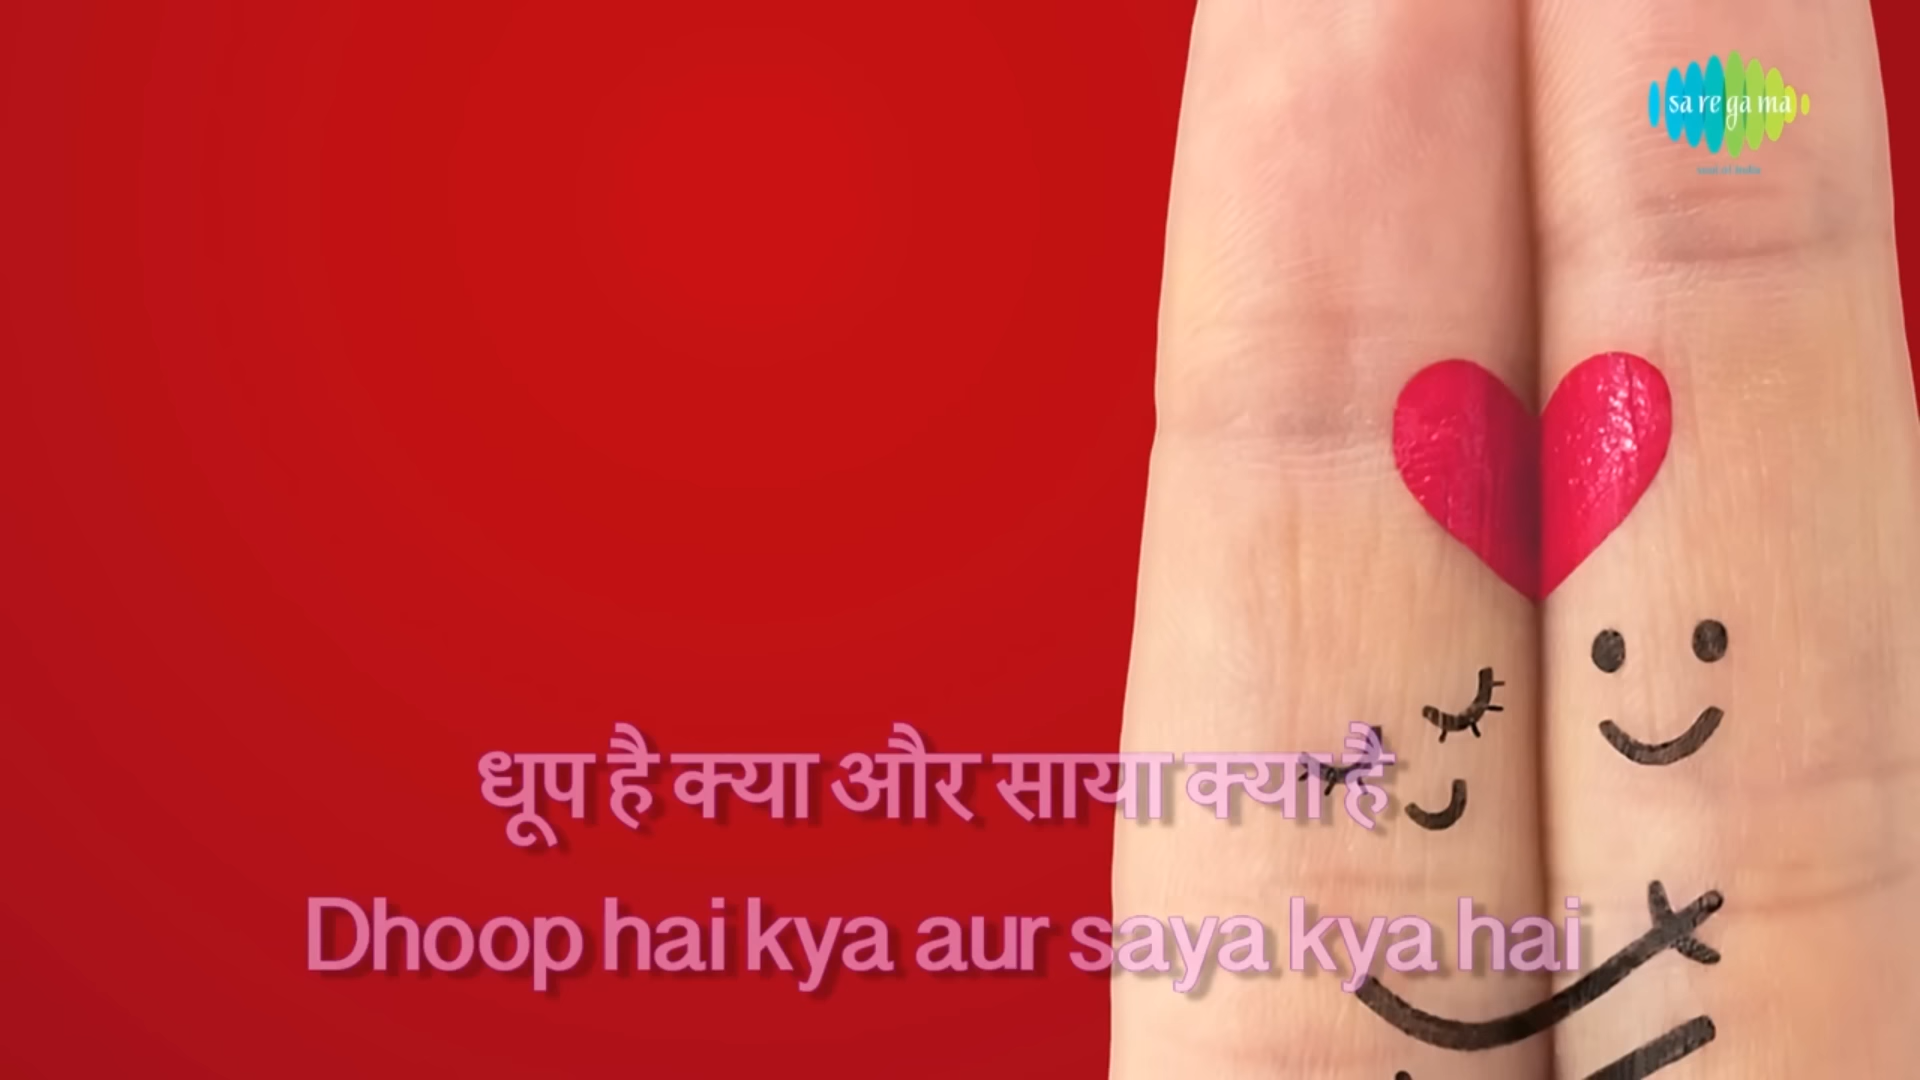 sa re ga ma
धूप है क्या और साया क्या है
Dhoop hai kya aur saya kya hai